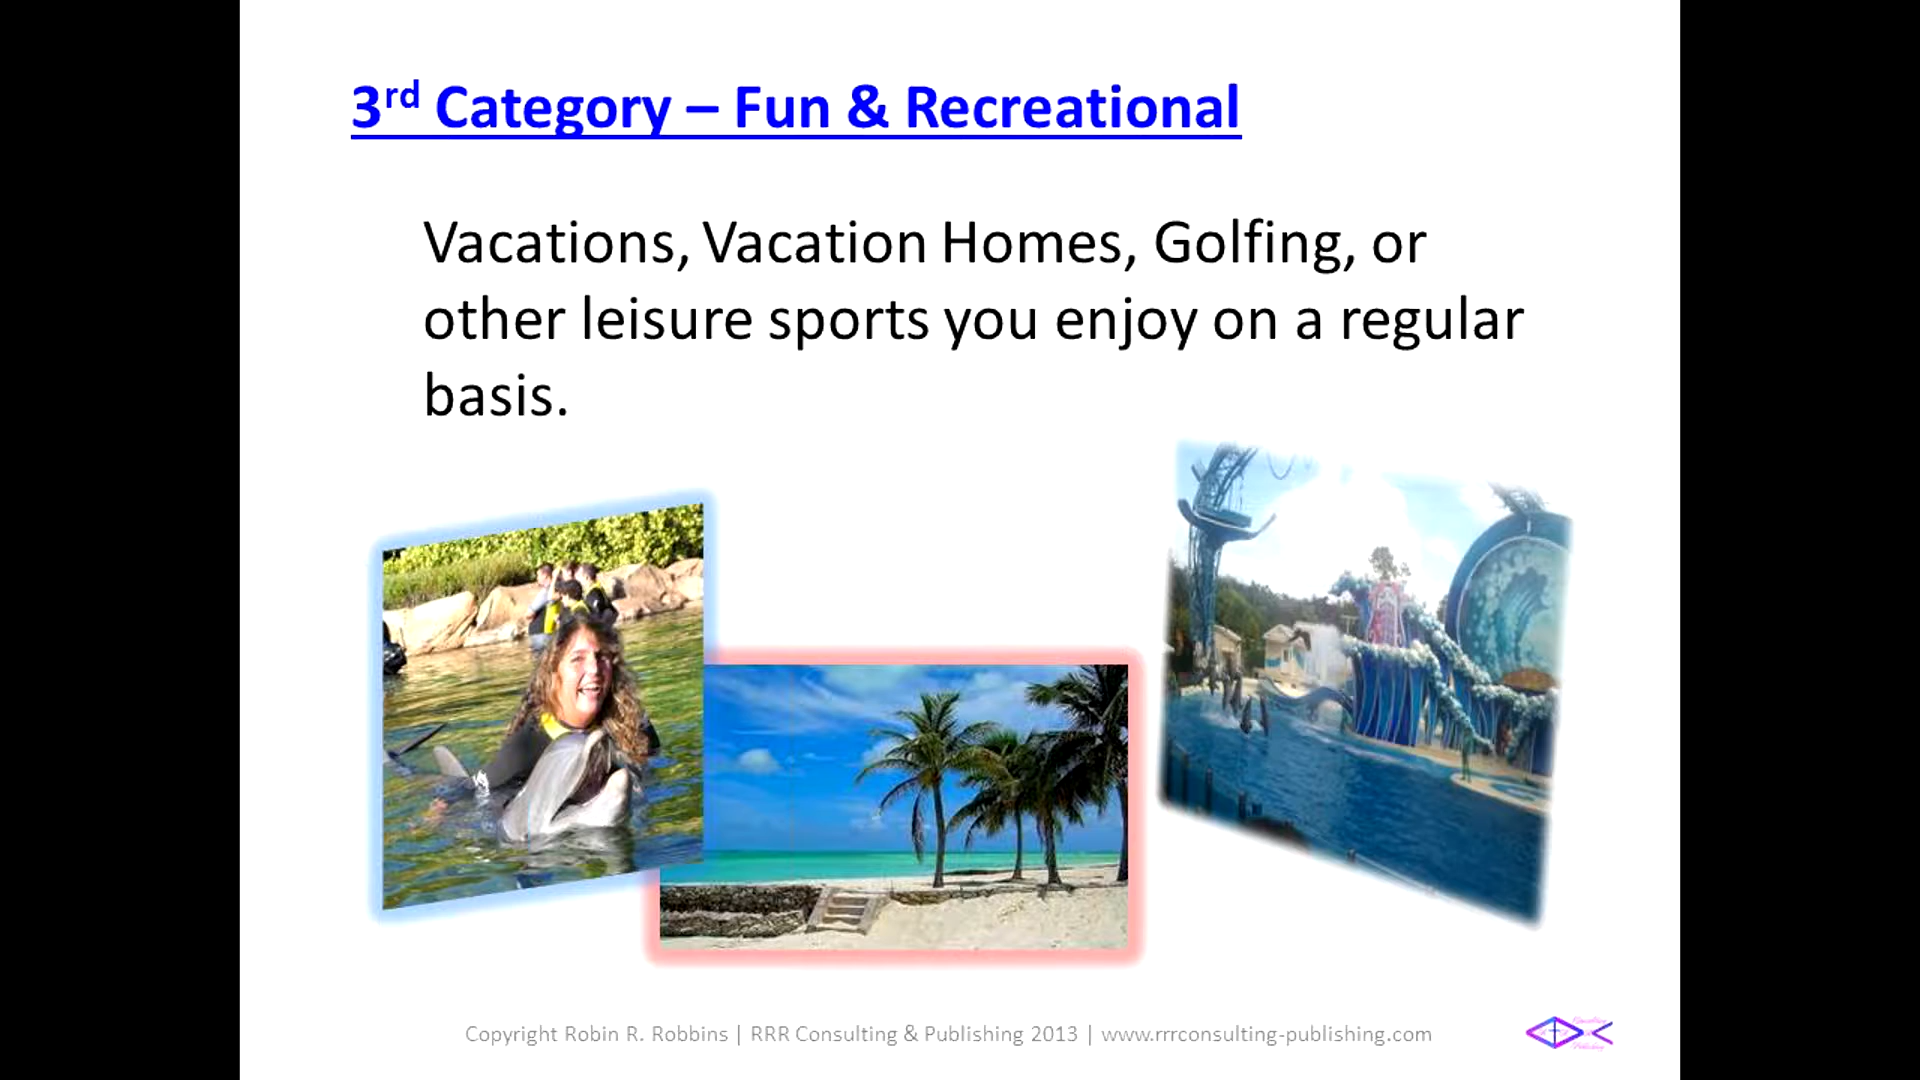 3rd Category – Fun & Recreational
Vacations, Vacation Homes, Golfing, or
other leisure sports you enjoy on a regular
basis.
Copyright Robin R. Robbins | RRR Consulting & Publishing 2013 | www.rrrconsulting-publishing.com